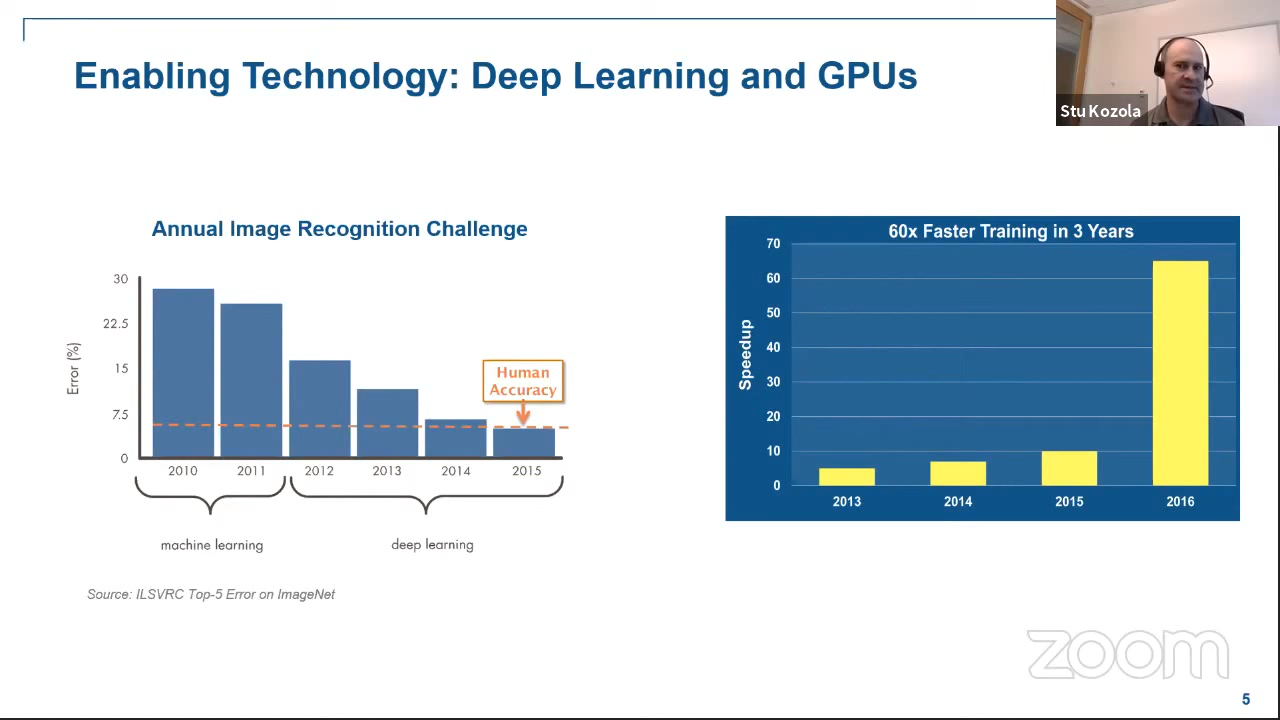 Enabling Technology: Deep Learning and GPUs
Stu Kozola
Annual Image Recognition Challenge
Error (%)
30
22.5
15
7.5
0
Human
Accuracy
2010 2011 2012 2013 2014 2015
machine learning deep learning
Source: ILSVRC Top-5 Error on ImageNet
60x Faster Training in 3 Years
Speedup
70
60
50
40
30
20
10
0
2013 2014 2015 2016
zoom
5